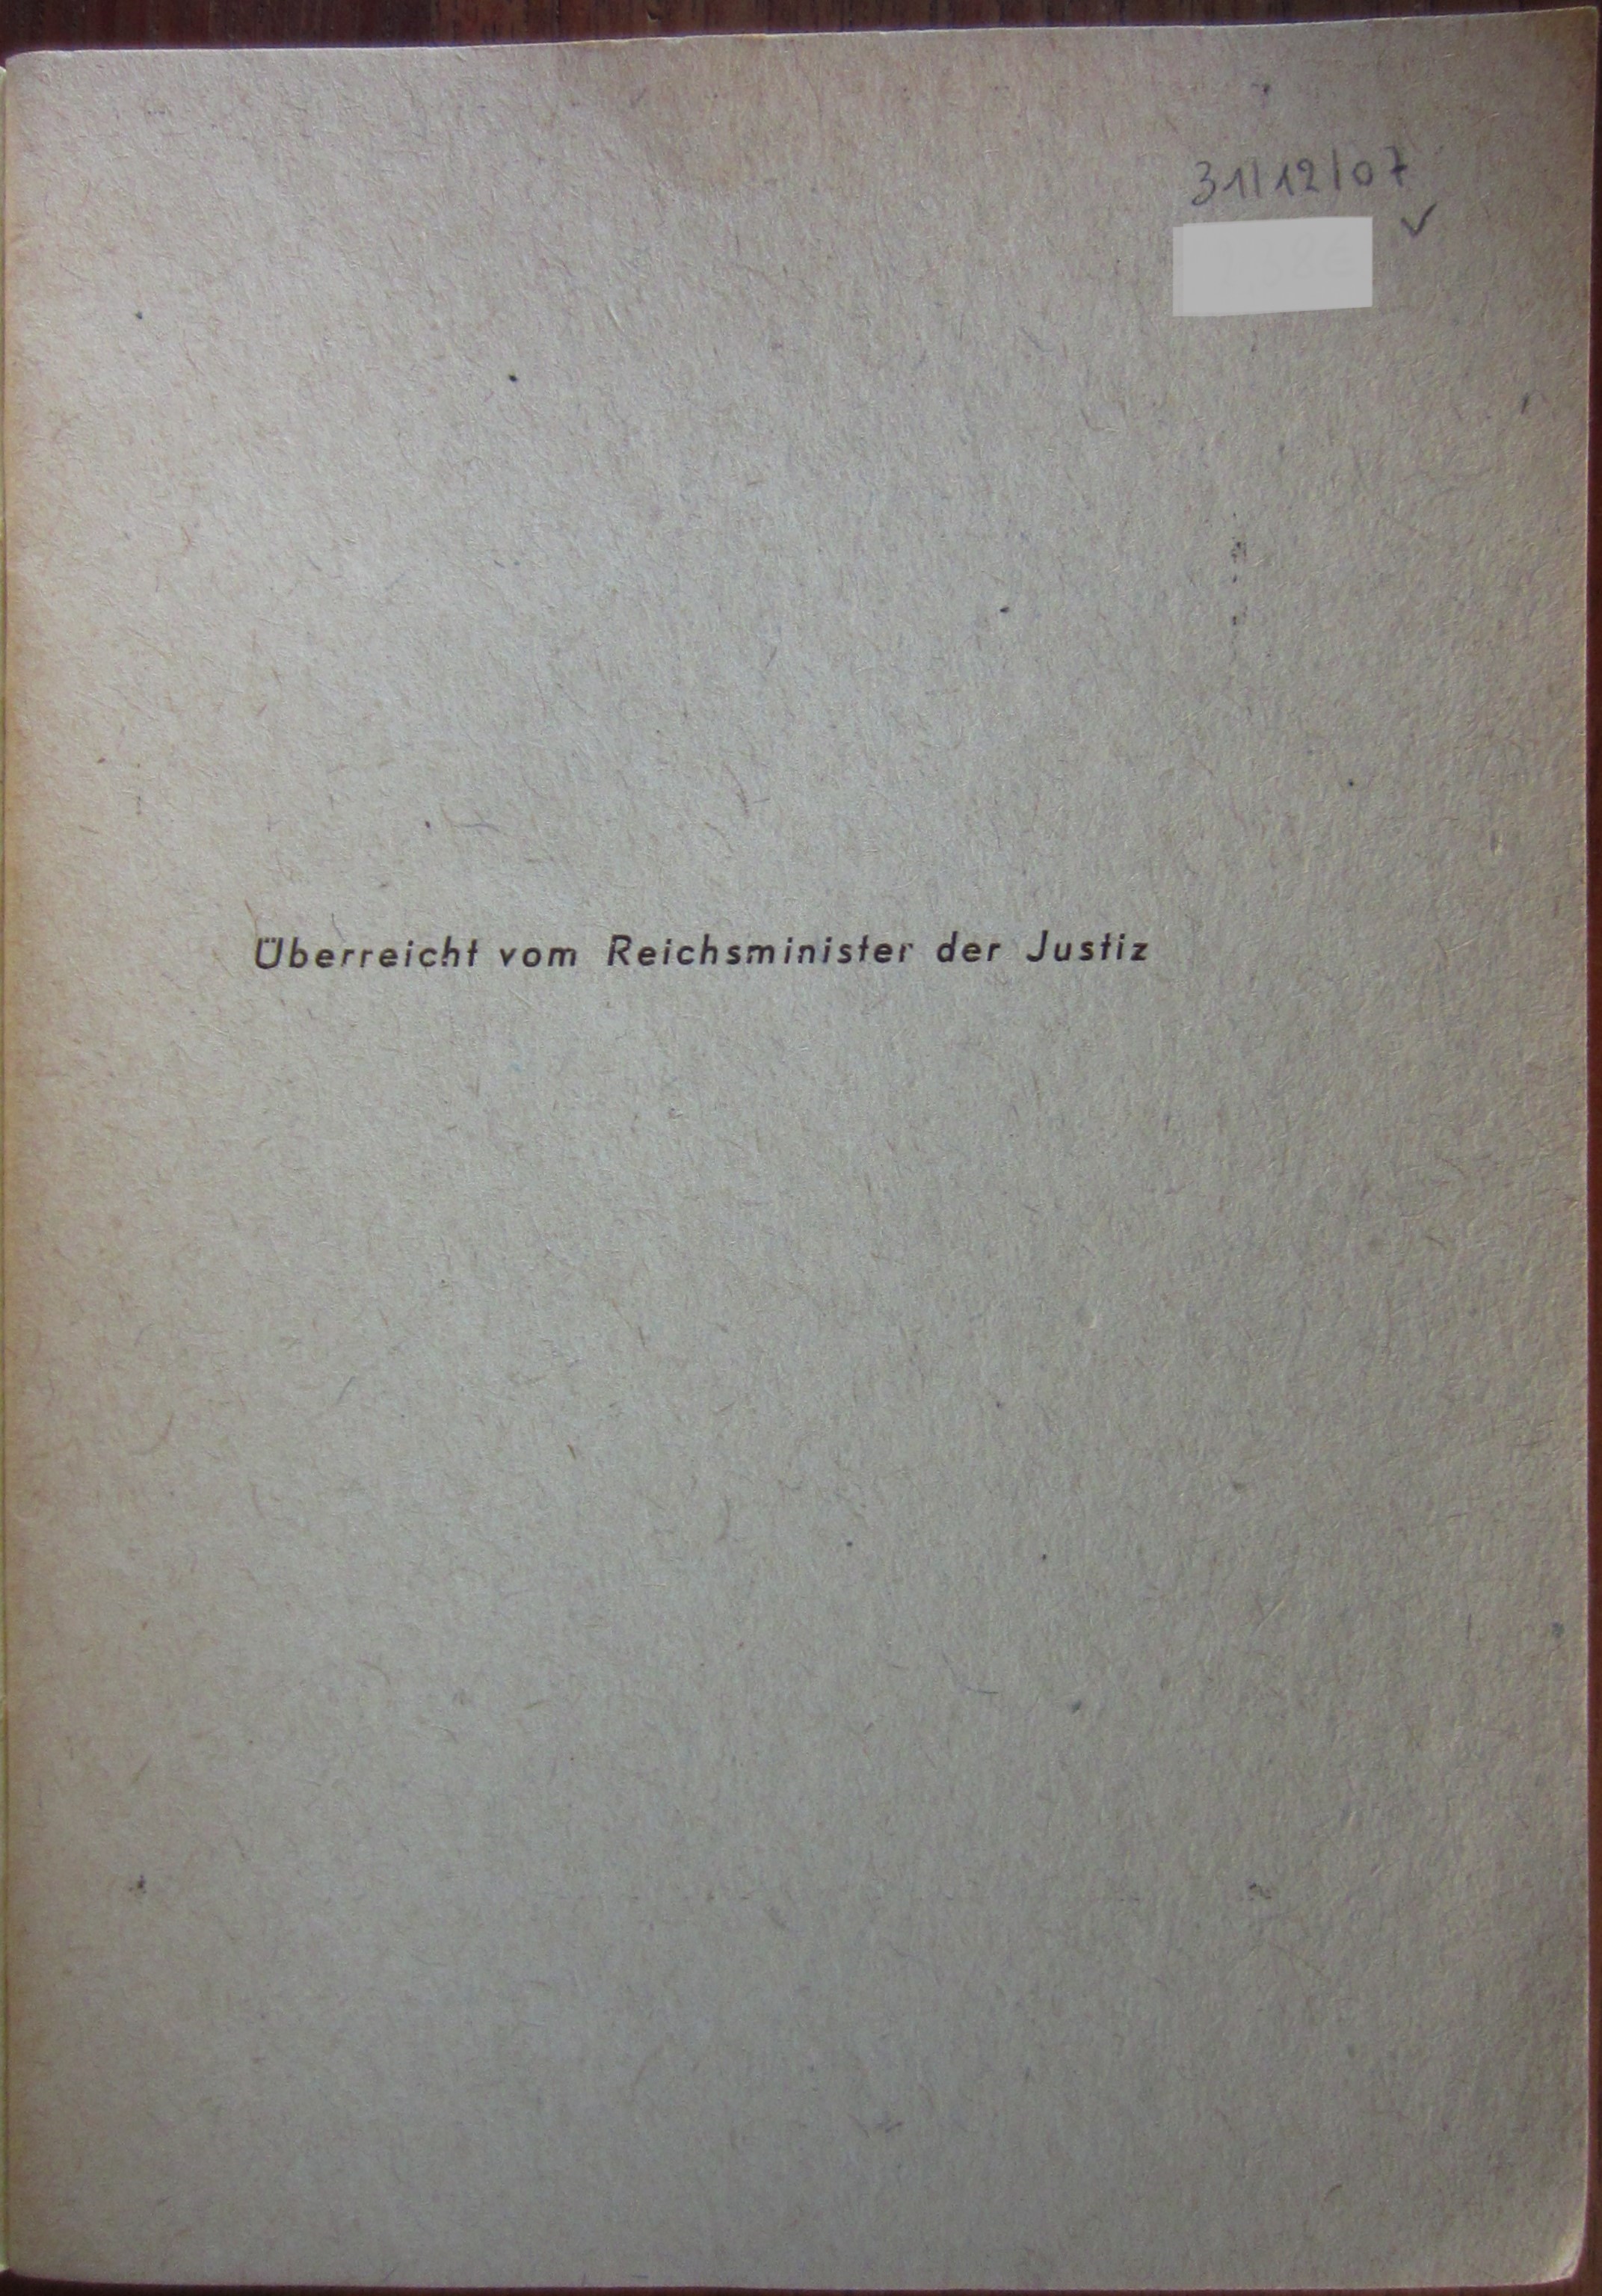 31/12/07
Überreicht vom Reichsminister der Justiz